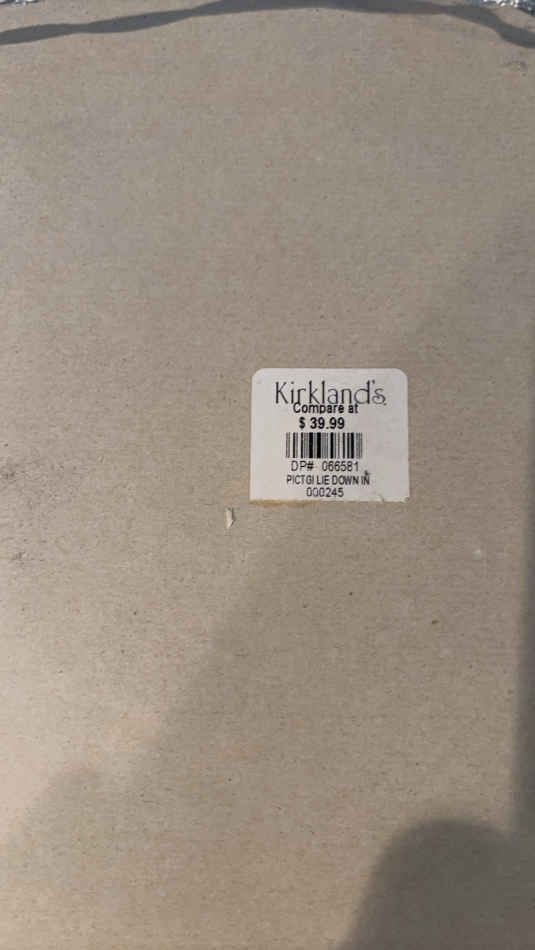 Kirkland's
Compare at
$ 39.99
DP# 066581
PICTGI LIE DOWN IN
000245